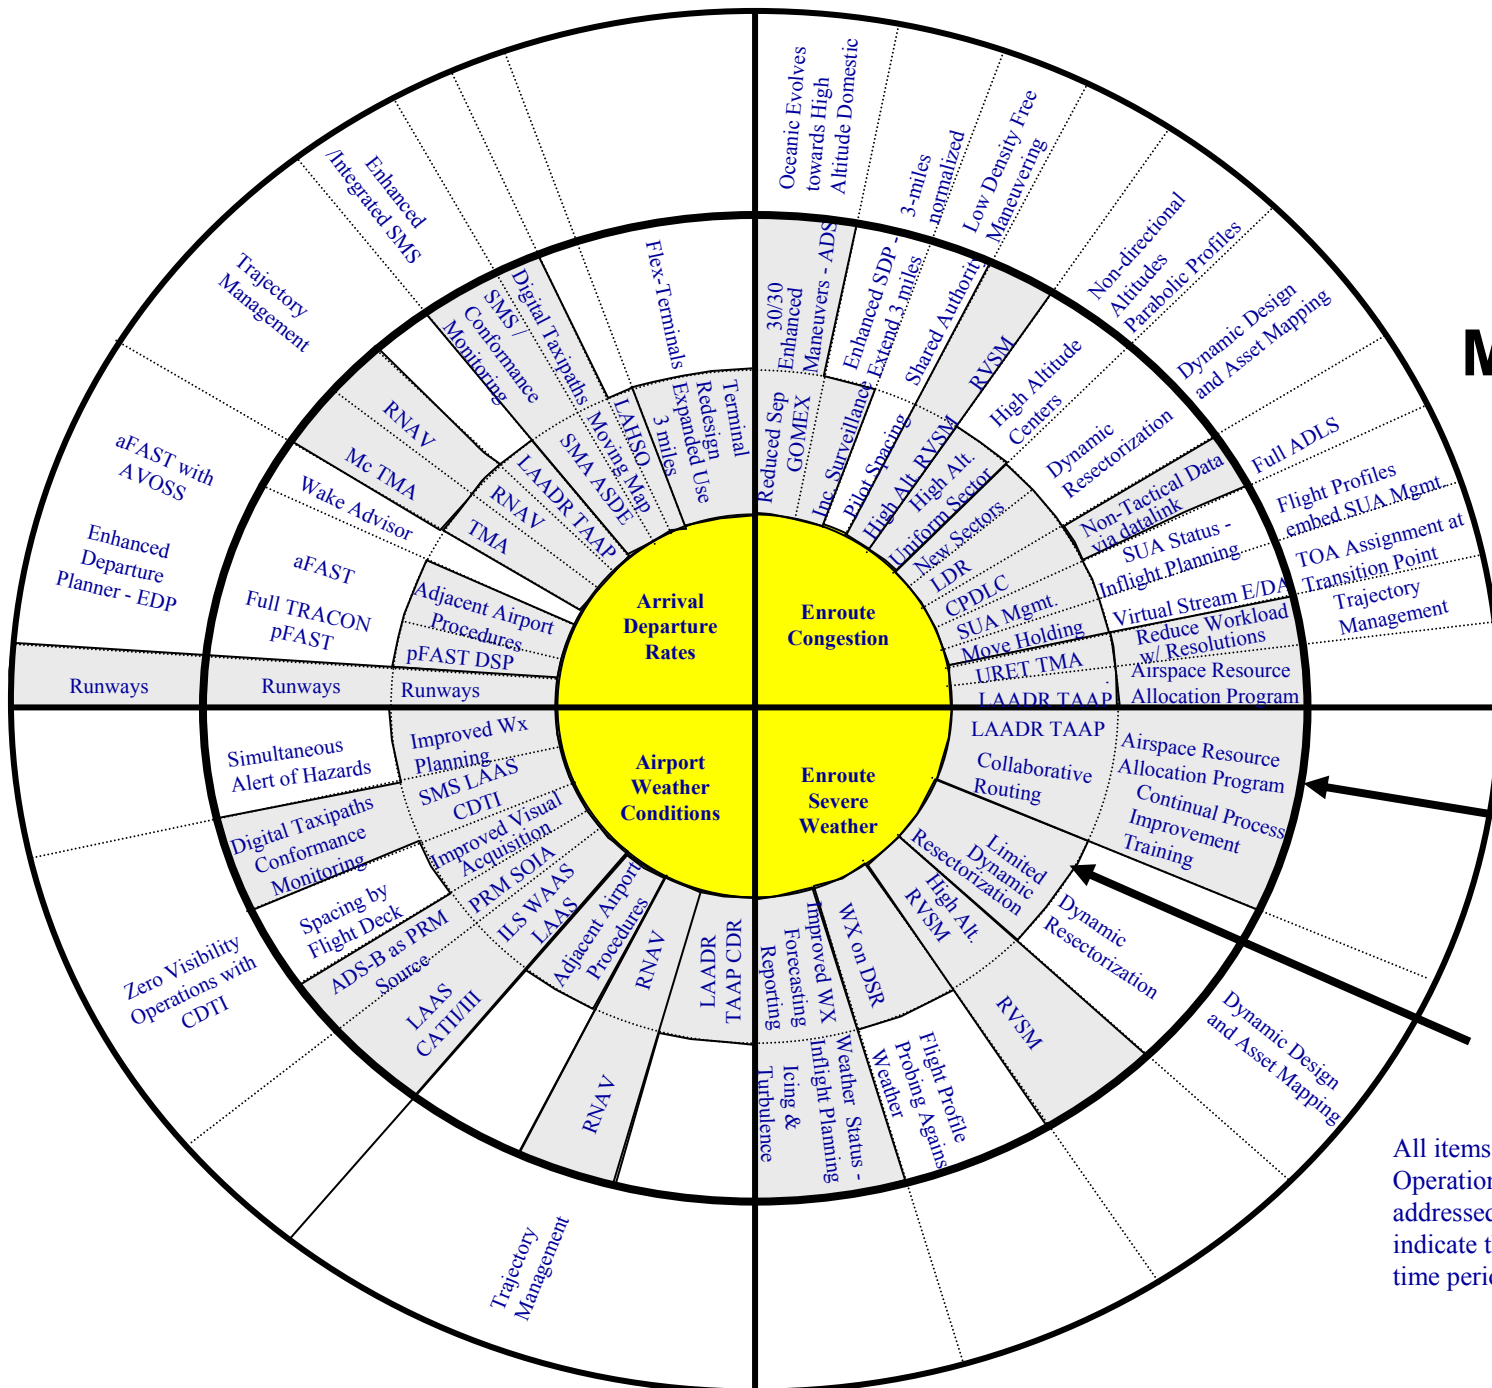 Arrival
Departure
Rates
Enroute
Congestion
Airport
Weather
Conditions
Enroute
Severe
Weather
Oceanic Evolves
towards High
Altitude Domestic
3-miles
normalized
Low Density Free
Maneuvering
Non-directional
Altitudes
Parabolic Profiles
Dynamic Design
and Asset Mapping
Full ADLS
Flight Profiles
embed SUA Mgmt
TOA Assignment at
Transition Point
Trajectory
Management
30/30
Enhanced
Maneuvers - ADS
Enhanced SDP -
Extend 3 miles
Shared Authority
RVSM
High Altitude
Centers
Dynamic
Resectorization
Non-Tactical Data
via datalink
SUA Status -
Inflight Planning
Virtual Stream E/DA
Reduce Workload
w/ Resolutions
Airspace Resource
Allocation Program
Reduced Sep
GOMEX
Inc. Surveillance
Pilot Spacing
High Alt. RVSM
High Alt.
Uniform Sector
New Sectors
LDR
CPDLC
SUA Mgmt.
Move Holding
URET TMA
LAADR TAAP
LAADR TAAP
Collaborative
Routing
Airspace Resource
Allocation Program
Continual Process
Improvement
Training
Limited
Dynamic
Resectorization
Dynamic
Resectorization
Dynamic Design
and Asset Mapping
High Alt.
RVSM
RVSM
WX on DSR
Flight Profile
Probing Agains
Weather
Improved WX
Forecasting
Reporting
Weather Status -
Inflight Planning
Icing &
Turbulence
LAADR
TAAP CDR
RNAV
RNAV
Adjacent Airport
Procedures
Trajectory
Management
ILS WAAS
LAAS
LAAS
CATII/III
PRM SOIA
ADS-B as PRM
Source
Improved Visual
Acquisition
Spacing by
Flight Deck
Zero Visibility
Operations with
CDTI
SMS LAAS
CDTI
Digital Taxipaths
Conformance
Monitoring
Improved Wx
Planning
Simultaneous
Alert of Hazards
Runways
Runways
Runways
pFAST DSP
Adjacent Airport
Procedures
Full TRACON
pFAST
aFAST
Enhanced
Departure
Planner - EDP
aFAST with
AVOSS
Wake Advisor
TMA
Mc TMA
RNAV
RNAV
Trajectory
Management
LAADR TAAP
SMA ASDE
Moving Map
SMS /
Conformance
Monitoring
Digital Taxipaths
Enhanced
/Integrated SMS
LAHSO
Flex-Terminals
Terminal
Redesign
Expanded Use
3 miles
M
All items
Operation
addressed
indicate t
time perio